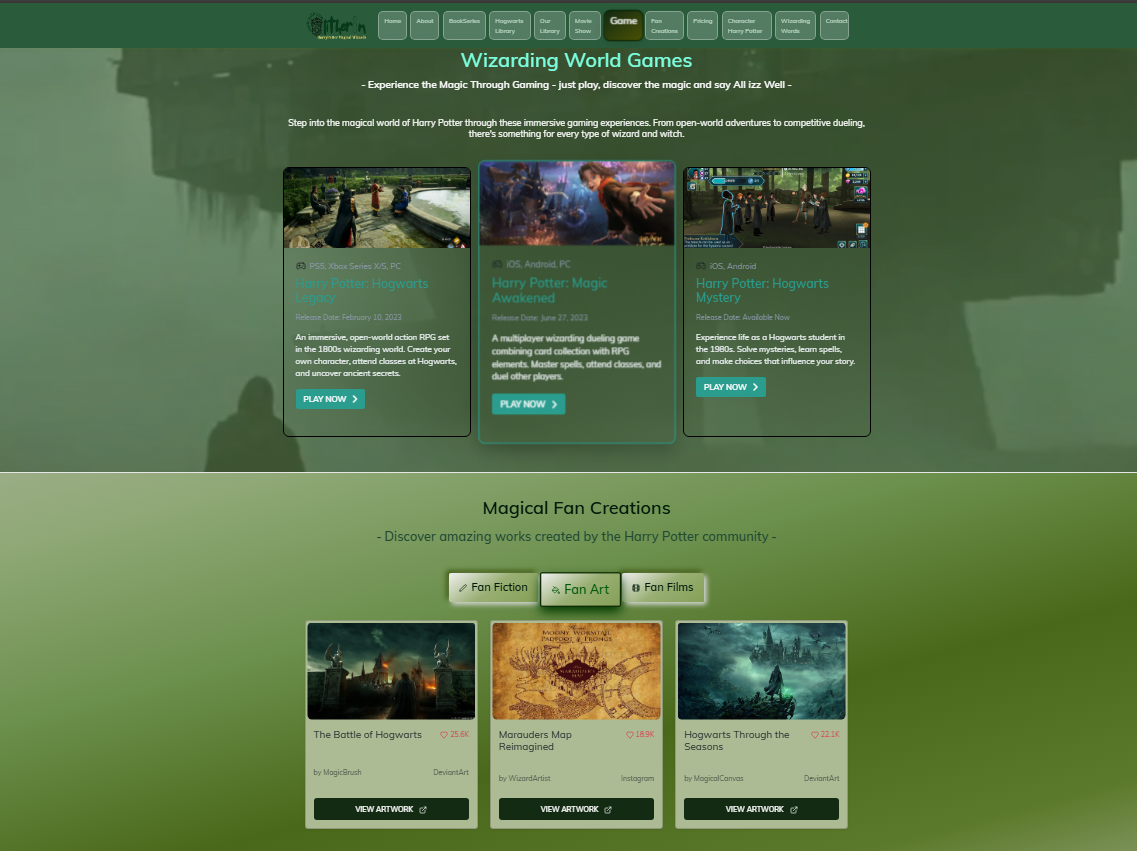 Home
About
BookSeries
Hogwarts
Library
Our
Library
Movie
Show
Game
Fan
Creations
Pricing
Character
Harry Potter
Wizarding
Words
Contact
Wizarding World Games
- Experience the Magic Through Gaming - just play, discover the magic and say All izz Well -
Step into the magical world of Harry Potter through these immersive gaming experiences. From open-world adventures to competitive dueling,
there's something for every type of wizard and witch.
PS5, Xbox Series X/S, PC
Harry Potter: Hogwarts
Legacy
Release Date: February 10, 2023
An immersive, open-world action RPG set
in the 1800s wizarding world. Create your
own character, attend classes at Hogwarts,
and uncover ancient secrets.
PLAY NOW
iOS, Android, PC
Harry Potter: Magic
Awakened
Release Date: June 27, 2023
A multiplayer wizarding dueling game
combining card collection with RPG
elements. Master spells, attend classes, and
duel other players.
PLAY NOW
iOS, Android
Harry Potter: Hogwarts
Mystery
Release Date: Available Now
Experience life as a Hogwarts student in
the 1980s. Solve mysteries, learn spells,
and make choices that influence your story.
PLAY NOW
Magical Fan Creations
- Discover amazing works created by the Harry Potter community -
Fan Fiction
Fan Art
Fan Films
MOONY WORMTAIL
PADFOOT & PRONGS
MARAUDER'S
MAP
The Battle of Hogwarts
25.6K
by MagicBrush
DeviantArt
VIEW ARTWORK
Marauders Map
Reimagined
18.9K
by WizardArtist
Instagram
VIEW ARTWORK
Hogwarts Through the
Seasons
22.1K
by MagicalCanvas
DeviantArt
VIEW ARTWORK